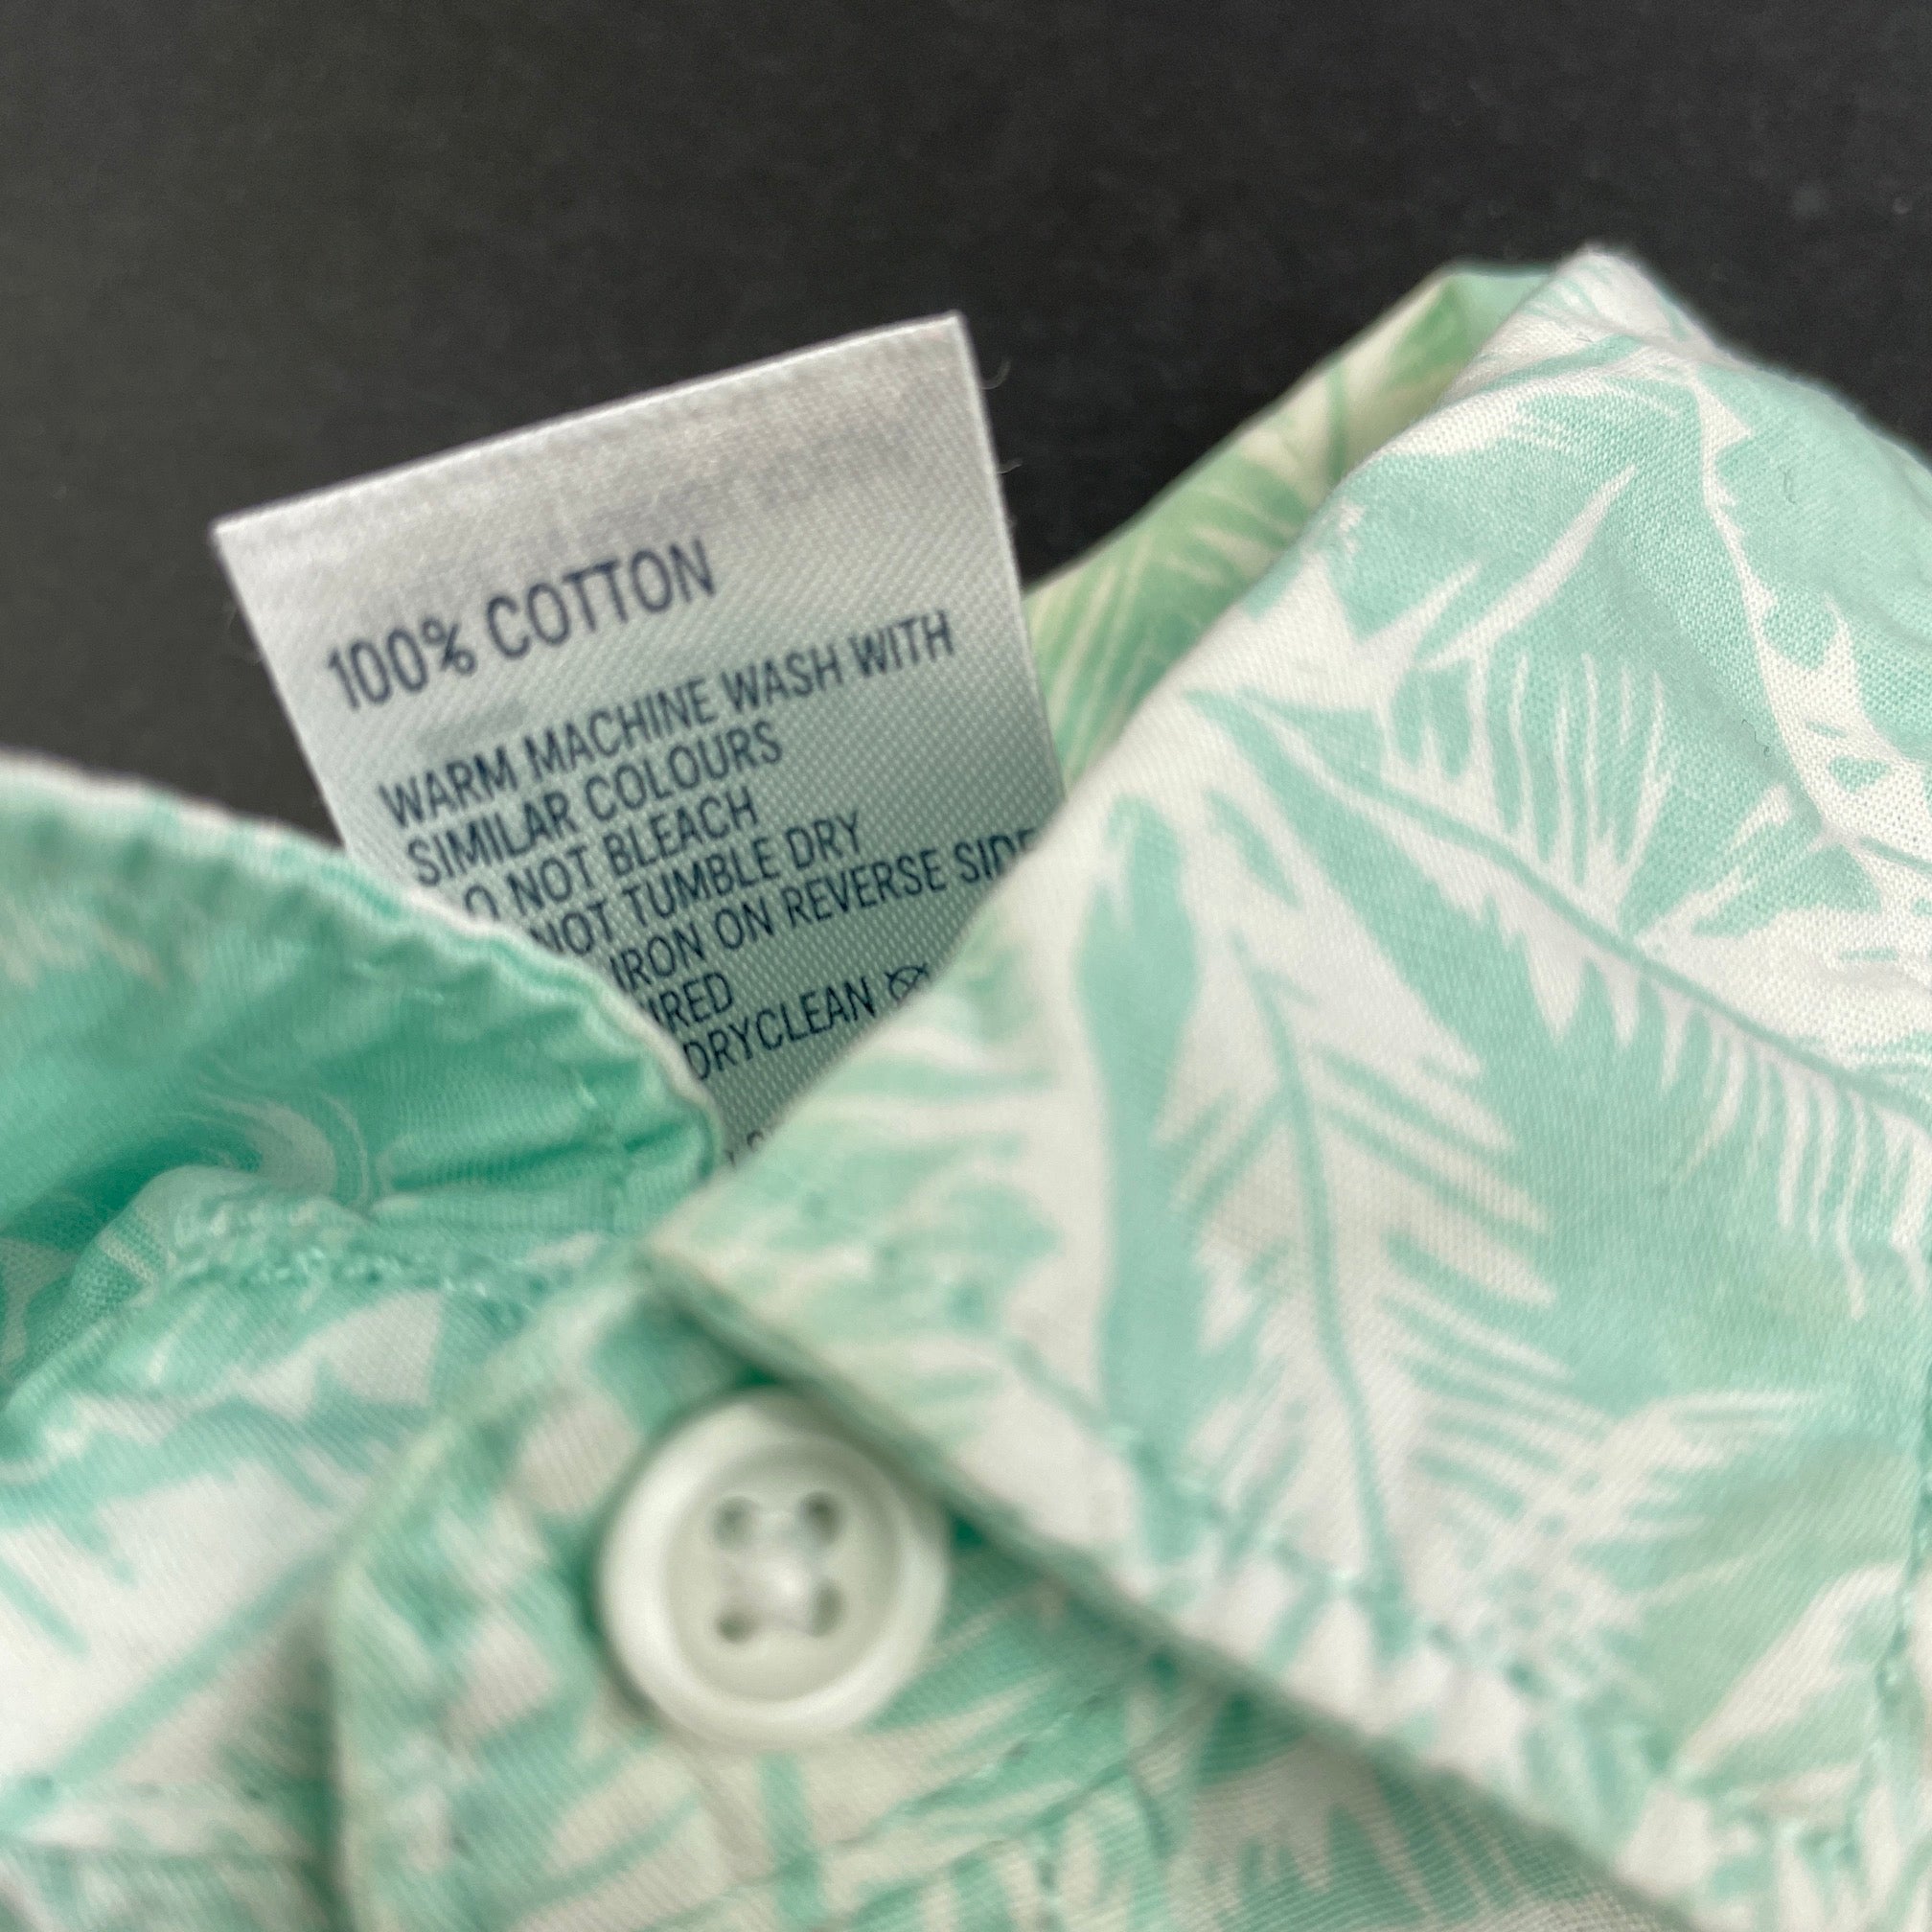 100% COTTON
WARM MACHINE WASH WITH
SIMILAR COLOURS
O NOT BLEACH
NOT TUMBLE DRY
IRON ON REVERSE SIDE
IRED
DRYCLEAN